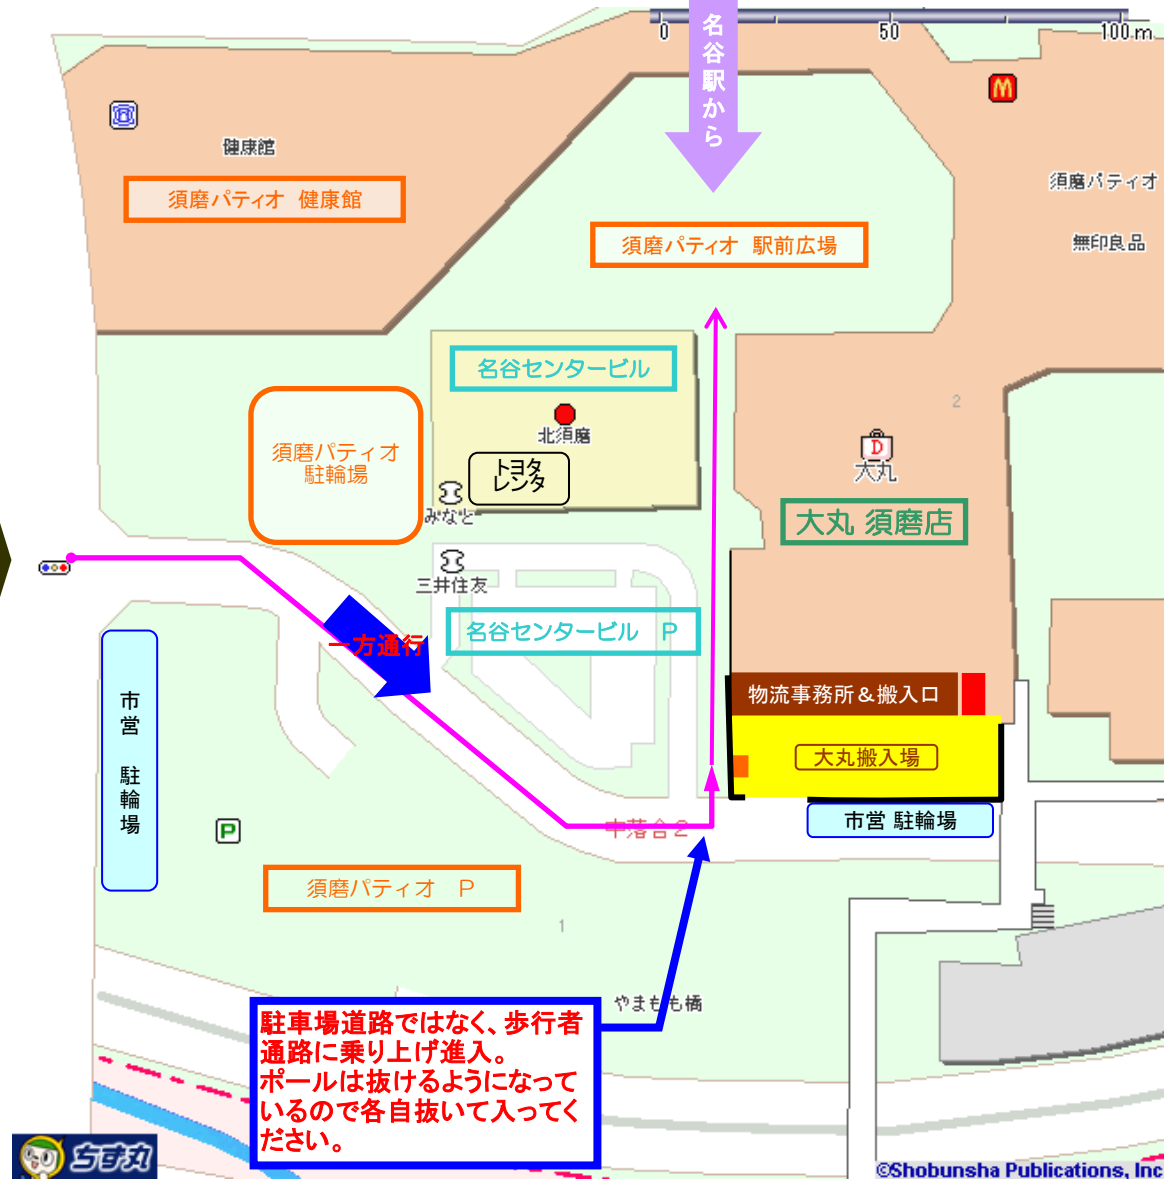 名谷駅から
0 50 100 m
健康館
須磨パティオ 健康館
須磨パティオ
無印良品
須磨パティオ 駅前広場
名谷センタービル
北須磨
トヨタ
レンタ
みなと
須磨パティオ
駐輪場
2
D
大丸
大丸 須磨店
三井住友
名谷センタービル P
一方通行
物流事務所＆搬入口
大丸搬入場
市営 駐輪場
市営 駐輪場
中落合2
P
須磨パティオ P
1
やまもも橋
駐車場道路ではなく、歩行者
通路に乗り上げ進入。
ポールは抜けるようになって
いるので各自抜いて入ってく
ださい。
ちず丸
©Shobunsha Publications, Inc